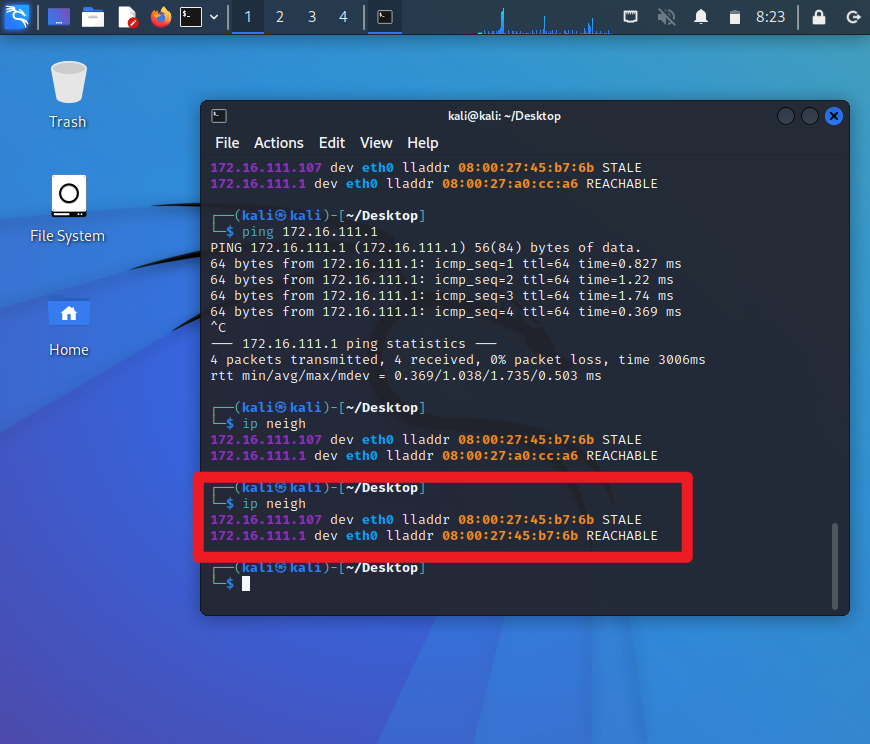 1 2 3 4 8:23
Trash
File System
Home
kali@kali: ~/Desktop
File Actions Edit View Help
172.16.111.107 dev eth0 lladdr 08:00:27:45:b7:6b STALE
172.16.111.1 dev eth0 lladdr 08:00:27:a0:cc:a6 REACHABLE
┌──(kali㉿kali)-[~/Desktop]
└─$ ping 172.16.111.1
PING 172.16.111.1 (172.16.111.1) 56(84) bytes of data.
64 bytes from 172.16.111.1: icmp_seq=1 ttl=64 time=0.827 ms
64 bytes from 172.16.111.1: icmp_seq=2 ttl=64 time=1.22 ms
64 bytes from 172.16.111.1: icmp_seq=3 ttl=64 time=1.74 ms
64 bytes from 172.16.111.1: icmp_seq=4 ttl=64 time=0.369 ms
^C
--- 172.16.111.1 ping statistics ---
4 packets transmitted, 4 received, 0% packet loss, time 3006ms
rtt min/avg/max/mdev = 0.369/1.038/1.735/0.503 ms
┌──(kali㉿kali)-[~/Desktop]
└─$ ip neigh
172.16.111.107 dev eth0 lladdr 08:00:27:45:b7:6b STALE
172.16.111.1 dev eth0 lladdr 08:00:27:a0:cc:a6 REACHABLE
┌──(kali㉿kali)-[~/Desktop]
└─$ ip neigh
172.16.111.107 dev eth0 lladdr 08:00:27:45:b7:6b STALE
172.16.111.1 dev eth0 lladdr 08:00:27:45:b7:6b REACHABLE
┌──(kali㉿kali)-[~/Desktop]
└─$